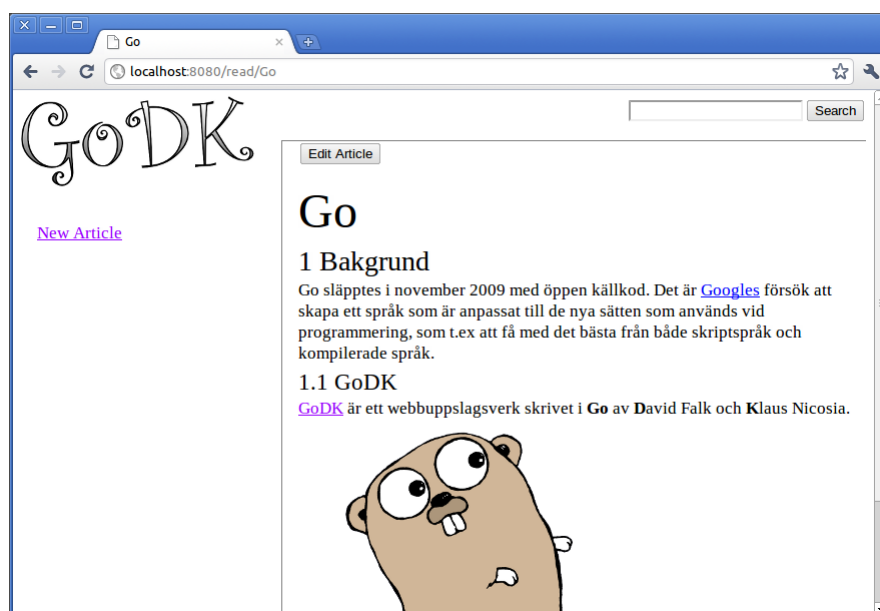 Go
localhost:8080/read/Go
GoDK
Search
Edit Article
New Article
Go
1 Bakgrund
Go släpptes i november 2009 med öppen källkod. Det är Googles försök att
skapa ett språk som är anpassat till de nya sätten som används vid
programmering, som t.ex att få med det bästa från både skriptspråk och
kompilerade språk.
1.1 GoDK
GoDK är ett webbuppslagsverk skrivet i Go av David Falk och Klaus Nicosia.